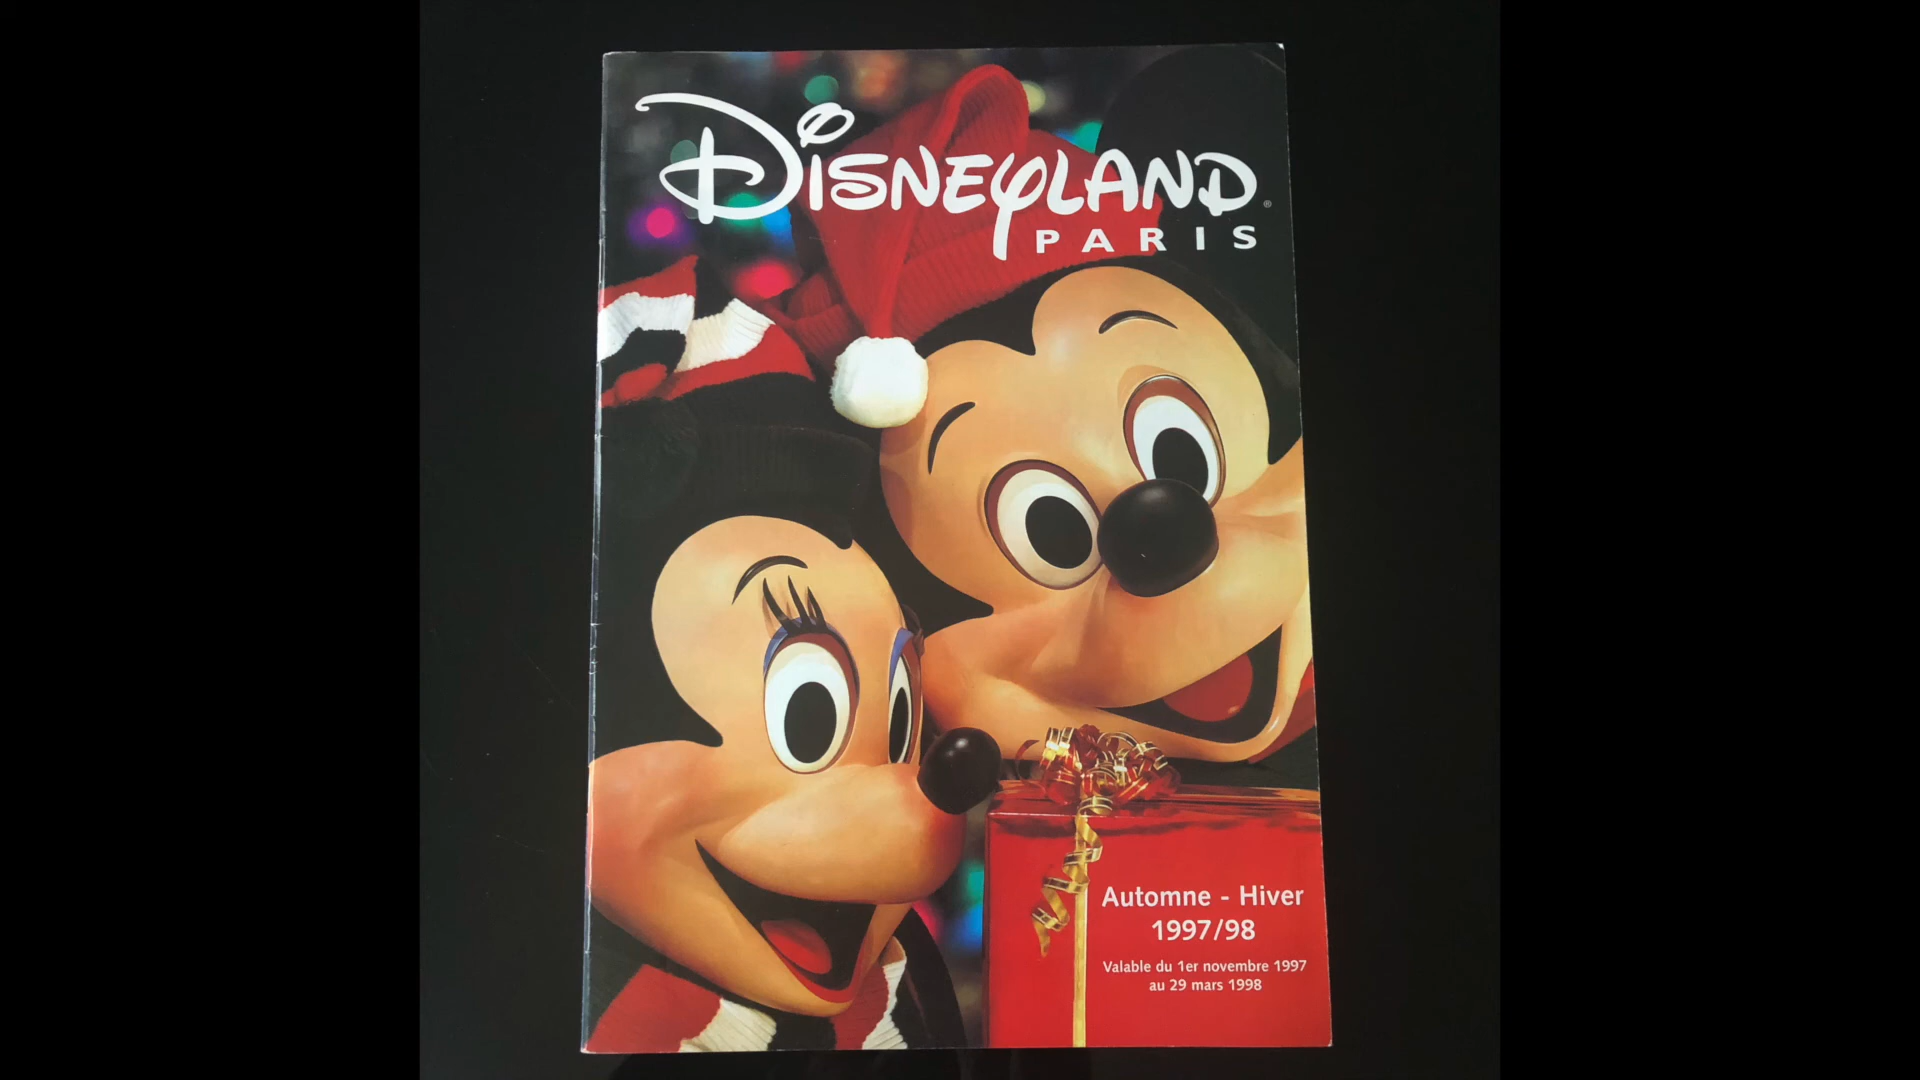 DISNEYLAND®
PARIS
Automne - Hiver
1997/98
Valable du 1er novembre 1997
au 29 mars 1998